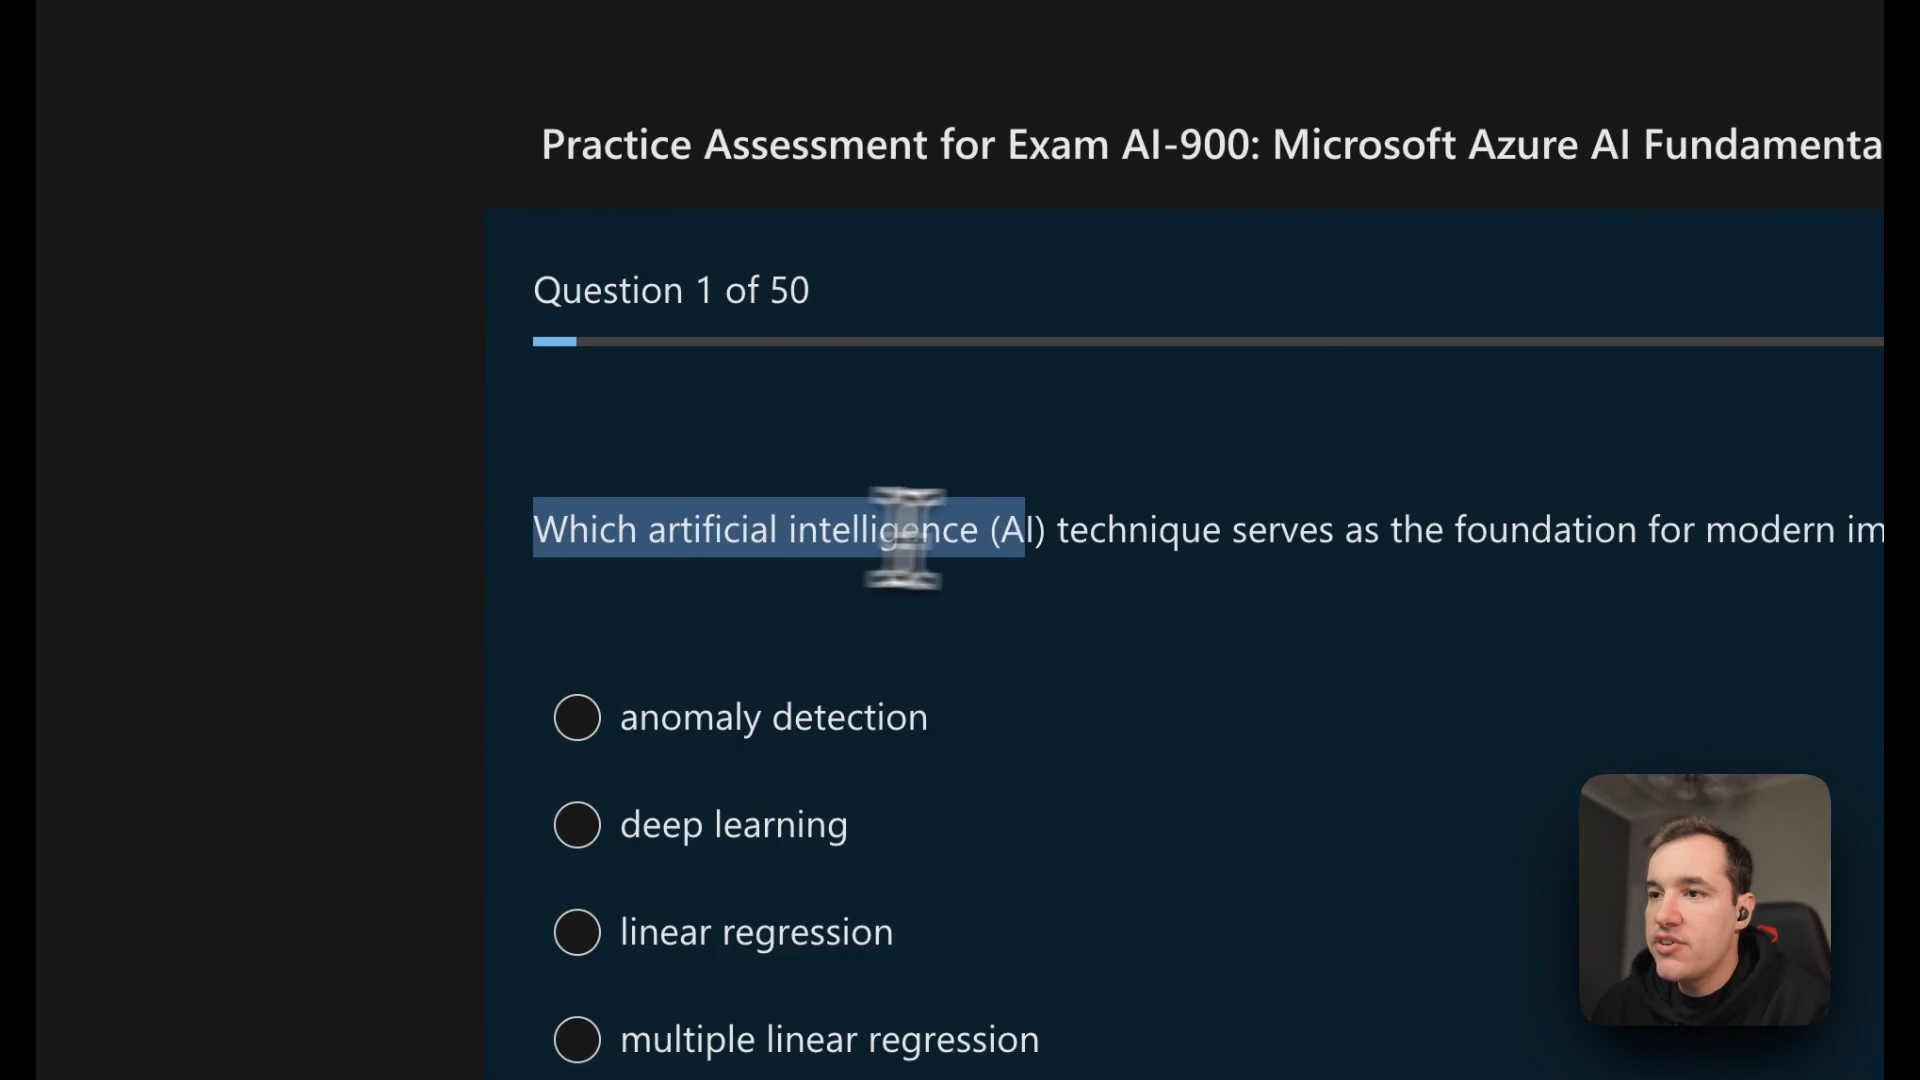 Practice Assessment for Exam AI-900: Microsoft Azure AI Fundamenta
Question 1 of 50
Which artificial intelligence (AI) technique serves as the foundation for modern im
anomaly detection
deep learning
linear regression
multiple linear regression